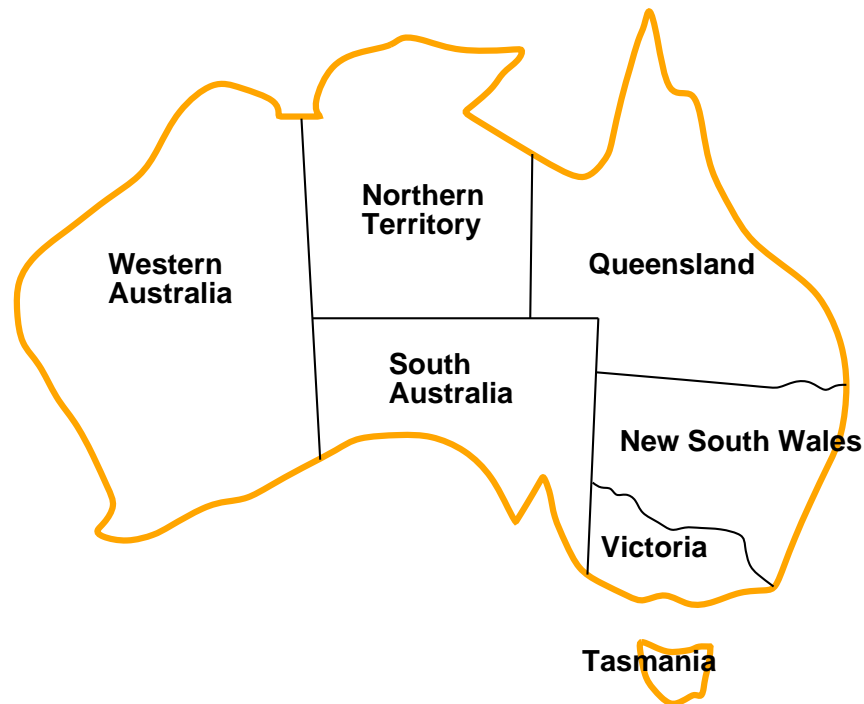 Northern
Territory
Western
Australia
Queensland
South
Australia
New South Wales
Victoria
Tasmania